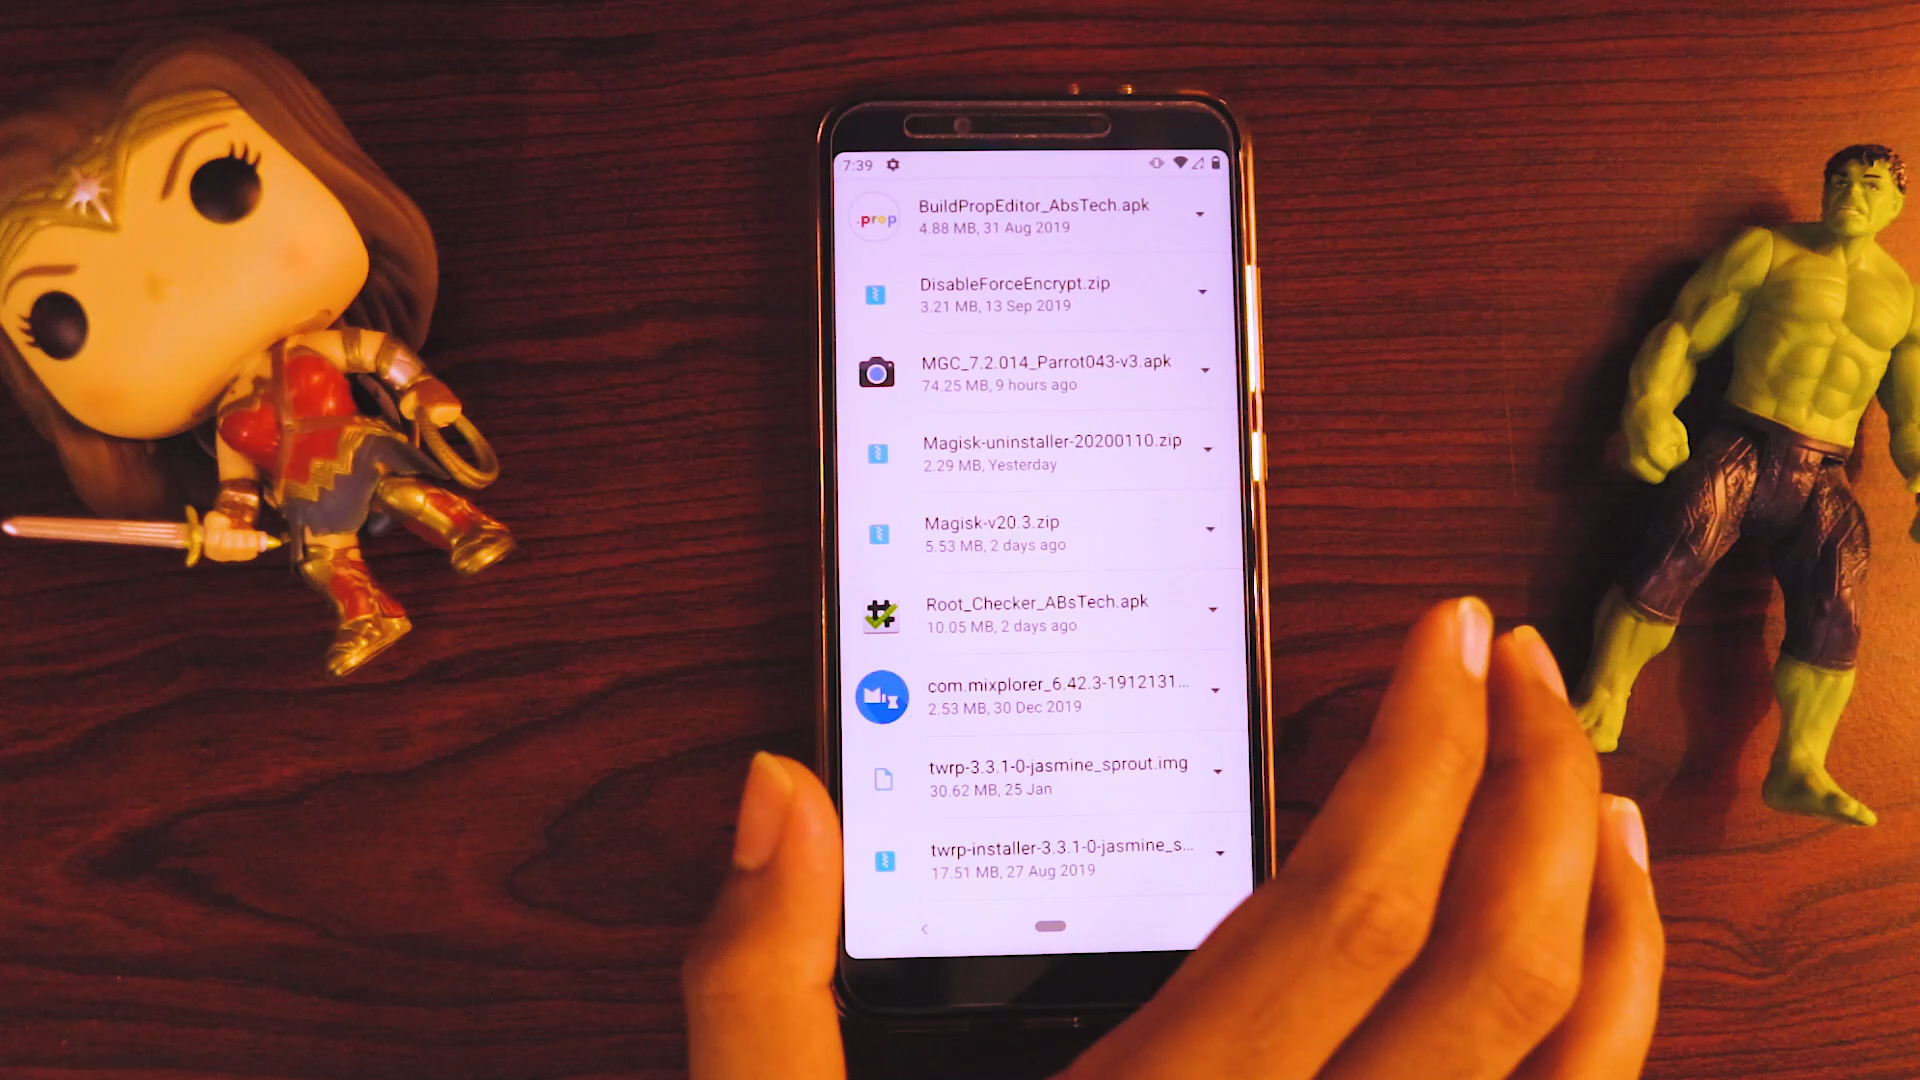 7:39
.prop
BuildPropEditor_AbsTech.apk
4.88 MB, 31 Aug 2019
DisableForceEncrypt.zip
3.21 MB, 13 Sep 2019
MGC_7.2.014_Parrot043-v3.apk
74.25 MB, 9 hours ago
Magisk-uninstaller-20200110.zip
2.29 MB, Yesterday
Magisk-v20.3.zip
5.53 MB, 2 days ago
Root_Checker_ABsTech.apk
10.05 MB, 2 days ago
Mix
com.mixplorer_6.42.3-1912131...
2.53 MB, 30 Dec 2019
twrp-3.3.1-0-jasmine_sprout.img
30.62 MB, 25 Jan
twrp-installer-3.3.1-0-jasmine_s...
17.51 MB, 27 Aug 2019